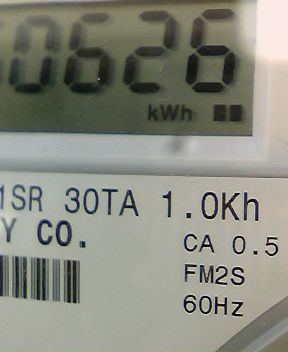 0626
kWh
1SR 30TA 1.0Kh
Y CO.
CA 0.5
FM2S
60Hz